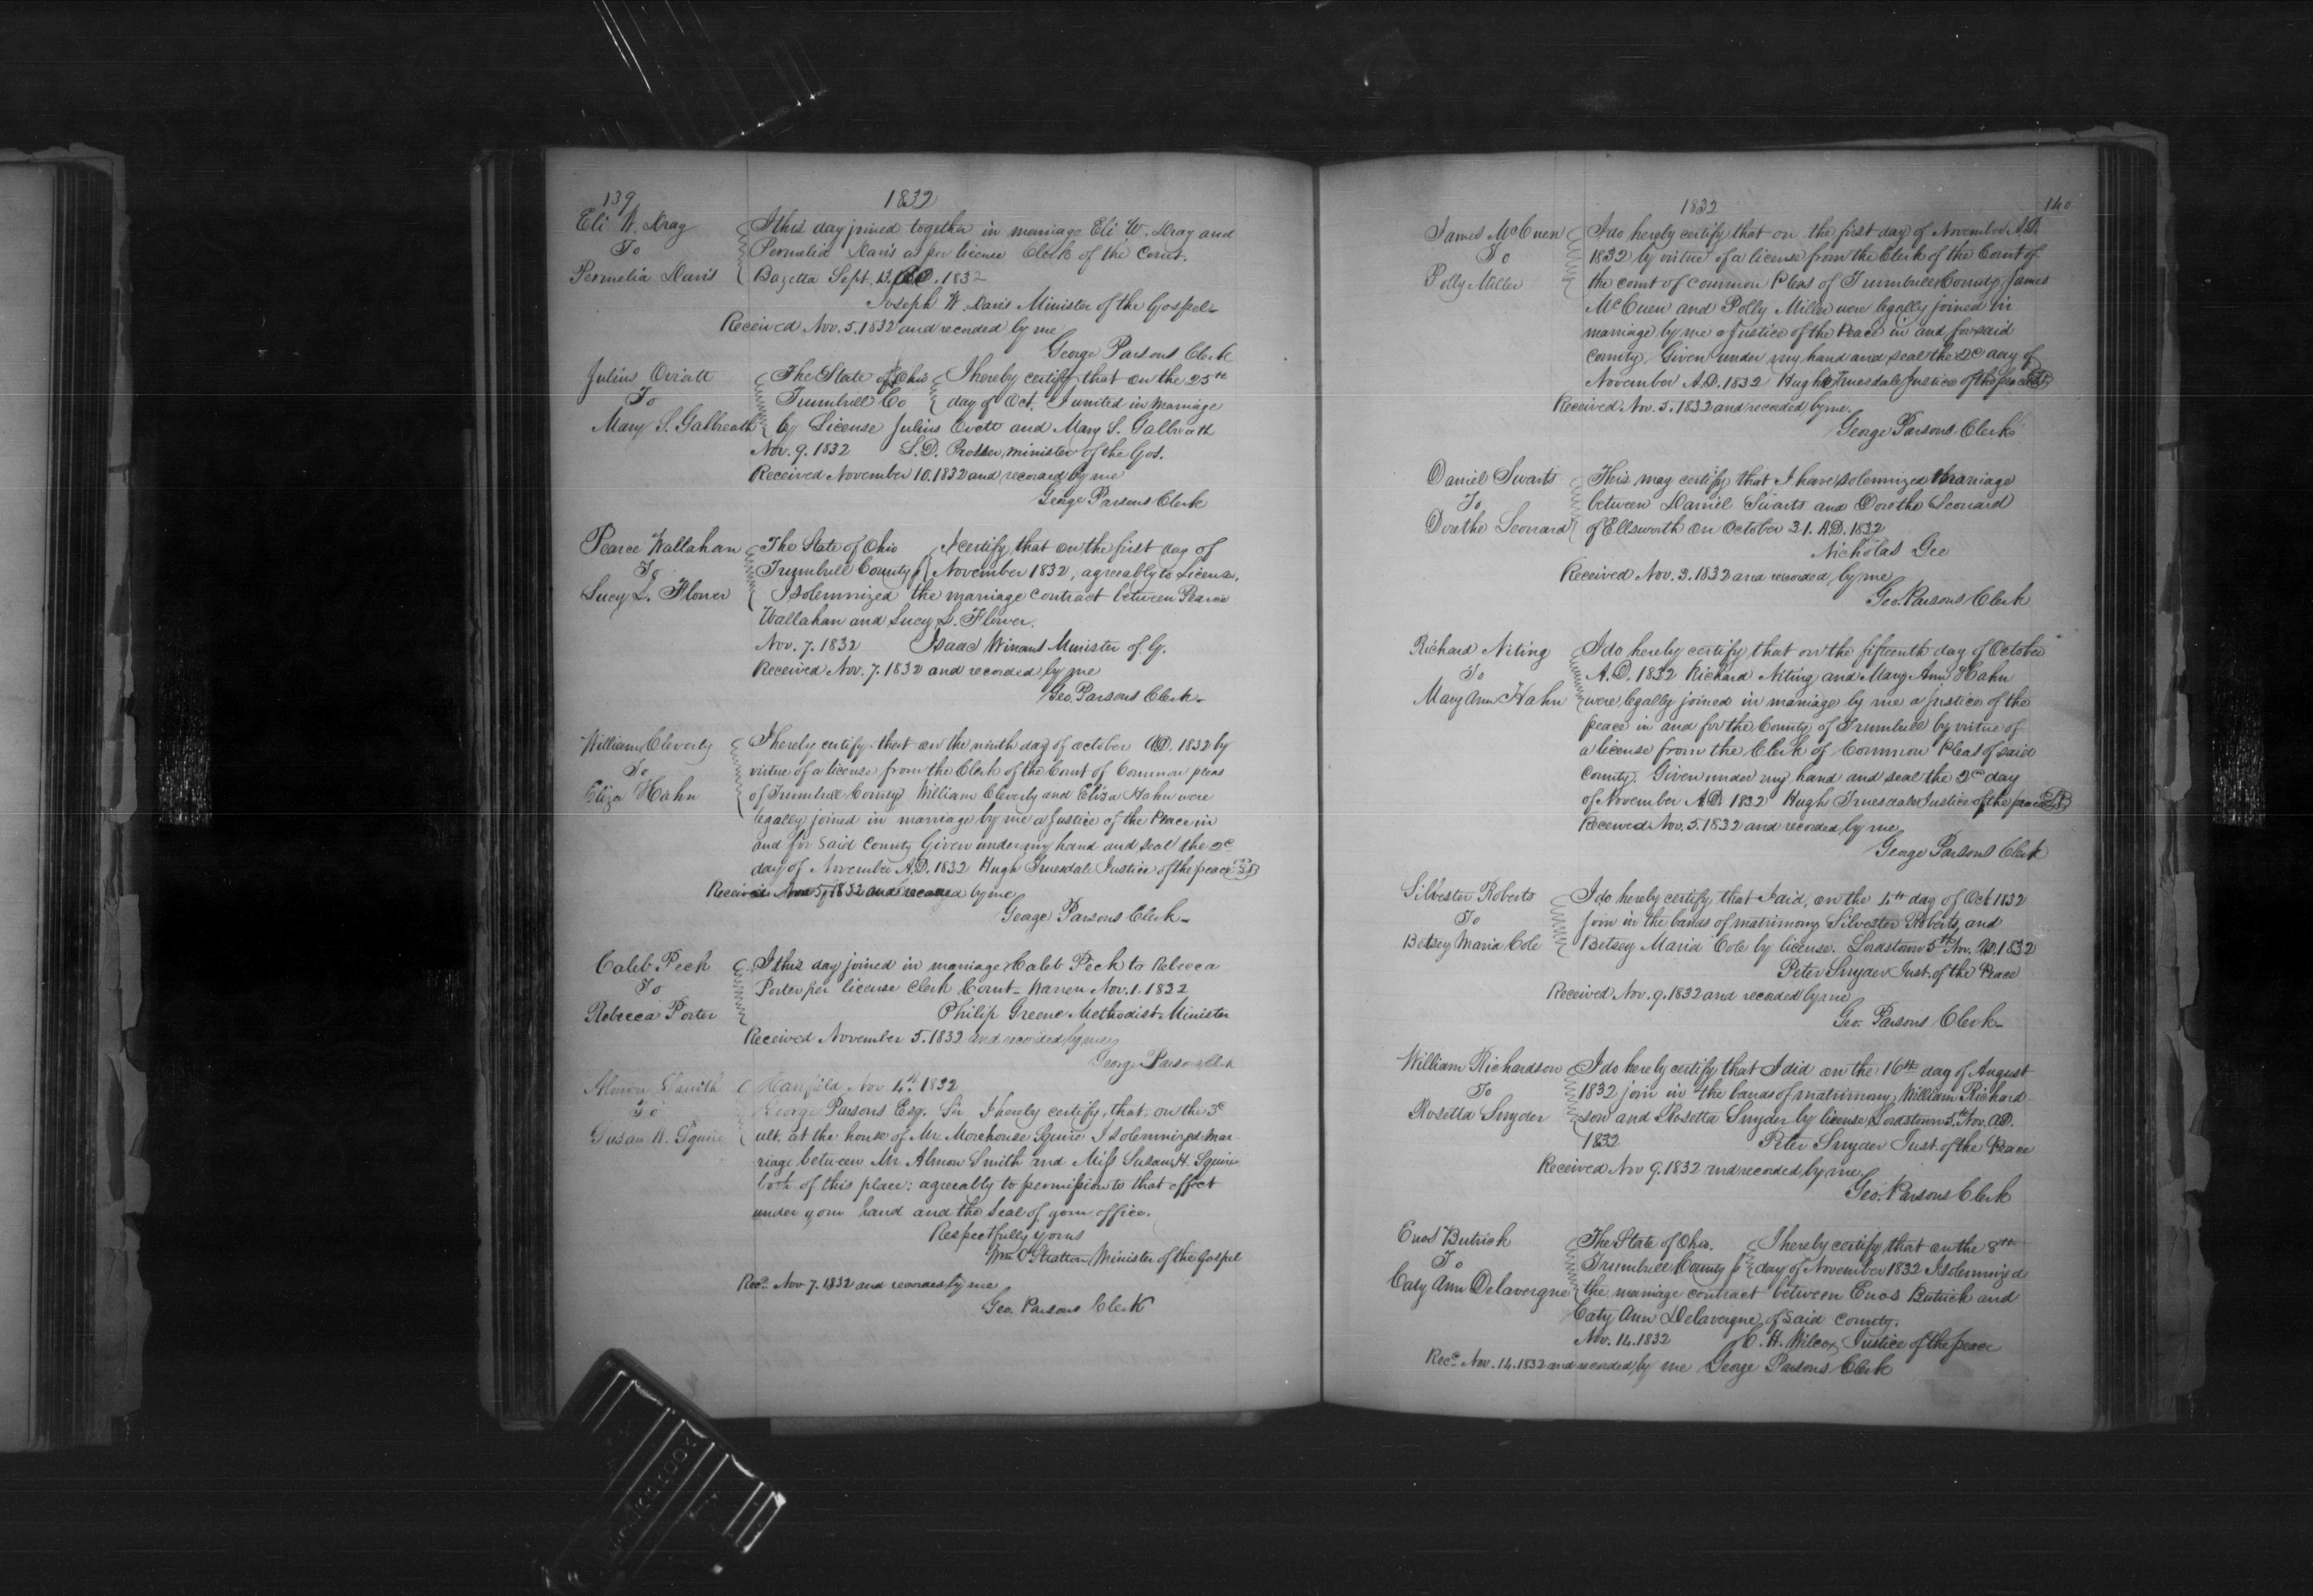 139
1832
Eli W. Dray
To
Permelia Davis
I this day joined together in marriage Eli W. Dray and
Permelia Davis as per license Clerk of the Court.
Bazetta Sept. 13. A.D. 1832
Joseph W. Davis Minister of the Gospel
Received Nov. 5. 1832 and recorded by me
George Parsons Clerk
Julius Oviatt
To
Mary S. Galbreath
The State of Ohio I hereby certify that on the 25th
Trumbull Co day of Oct. I united in marriage
by License Julius Ovatt and Mary S. Galbreath
Nov. 9. 1832 S.D. Prosser, minister of the Gos.
Received November 10. 1832 and recorded by me
George Parsons Clerk
Pearce Wallahan
To
Lucy L. Flower
The State of Ohio I certify, that on the first day of
Trumbull County November 1832, agreeably to License,
I solemnized the marriage contract between Pearce
Wallahan and Lucy L. Flower.
Nov. 7. 1832 Isaac Winans Minister of G.
Received Nov. 7. 1832 and recorded by me
Geo. Parsons Clerk
William Cleverly
To
Eliza Hahn
I hereby certify that on the ninth day of october A.D. 1832 by
virtue of a license from the Clerk of the Court of Common pleas
of Trumbull County William Cleverly and Eliza Hahn were
legally joined in marriage by me a Justice of the Peace in
and for said County Given under my hand and seal the 2d
day of November A.D. 1832 Hugh Truesdale Justice of the peace
Received Nov 5, 1832 and recorded by me
George Parsons Clerk
Caleb Peck
To
Rebecca Porter
I this day joined in marriage Caleb Peck to Rebecca
Porter per license Clerk Court Warren Nov. 1. 1832
Philip Greene Methodist Minister
Received November 5. 1832 and recorded by me
George Parsons Clerk
Almon Smith
To
Susan H. Squire
Canfield Nov 4th 1832
George Parsons Esq. Sir I hereby certify, that, on the 3d
ult. at the house of Mr. Morehouse Squire I solemnized mar-
riage between Mr Almon Smith and Miss Susan H. Squire
both of this place: agreeably to permission to that effect
under your hand and the seal of your office.
Respectfully yours
Wm O Stratton Minister of the Gospel
Recd. Nov 7. 1832 and recorded by me
Geo. Parsons Clerk
1832
140
James McCuen
To
Polly Miller
I do hereby certify that on the first day of November A.D.
1832 by virtue of a license from the Clerk of the Court of
the court of common Pleas of Trumbull County, James
McCuen and Polly Miller were legally joined in
marriage by me a Justice of the Peace in and for said
county. Given under my hand and seal the 2d day of
November A.D. 1832 Hugh Truesdale Justice of the peace
Received Nov. 5. 1832 and recorded by me.
George Parsons Clerk
Daniel Swarts
To
Dorothe Leonard
This may certify that I have solemnized marriage
between Daniel Swarts and Dorothe Leonard
of Ellsworth on October 31. A.D. 1832
Nicholas Gee
Received Nov. 3. 1832 and recorded by me
Geo. Parsons Clerk
Richard Niting
To
Mary Ann Hahn
I do hereby certify, that on the fifteenth day of October
A.D. 1832 Richard Niting and Mary Ann Hahn
were legally joined in marriage by me a Justice of the
peace in and for the County of Trumbull by virtue of
a license from the Clerk of Common Pleas of said
County. Given under my hand and seal the 2d day
of November A.D. 1832 Hugh Truesdale Justice of the peace
Received Nov. 5. 1832 and recorded by me
George Parsons Clerk
Silvester Roberts
To
Betsey Maria Cole
I do hereby certify, that I did, on the 4th day of Oct 1832
join in the bands of matrimony Silvester Roberts, and
Betsey Maria Cole by license. Lordstown 5th Nov. A.D. 1832
Peter Snyder Just. of the Peace
Received Nov. 9. 1832 and recorded by me
Geo. Parsons Clerk
William Richardson
To
Rosetta Snyder
I do hereby certify that I did on the 16th day of August
1832 join in the bands of matrimony William Richard
son and Rosetta Snyder by license, Lordstown 5th Nov. A.D.
1832 Peter Snyder Just. of the Peace
Received Nov 9. 1832 and recorded by me
Geo. Parsons Clerk
Enos Butrick
To
Caty Ann Delavergne
The State of Ohio. I hereby certify, that on the 8th
Trumbull County day of November 1832 I solemnized
the marriage contract between Enos Butrick and
Caty Ann Delavergne of said county.
Nov. 14. 1832 C. H. Wilcox Justice of the peace
Recd. Nov. 14. 1832 and recorded by me George Parsons Clerk